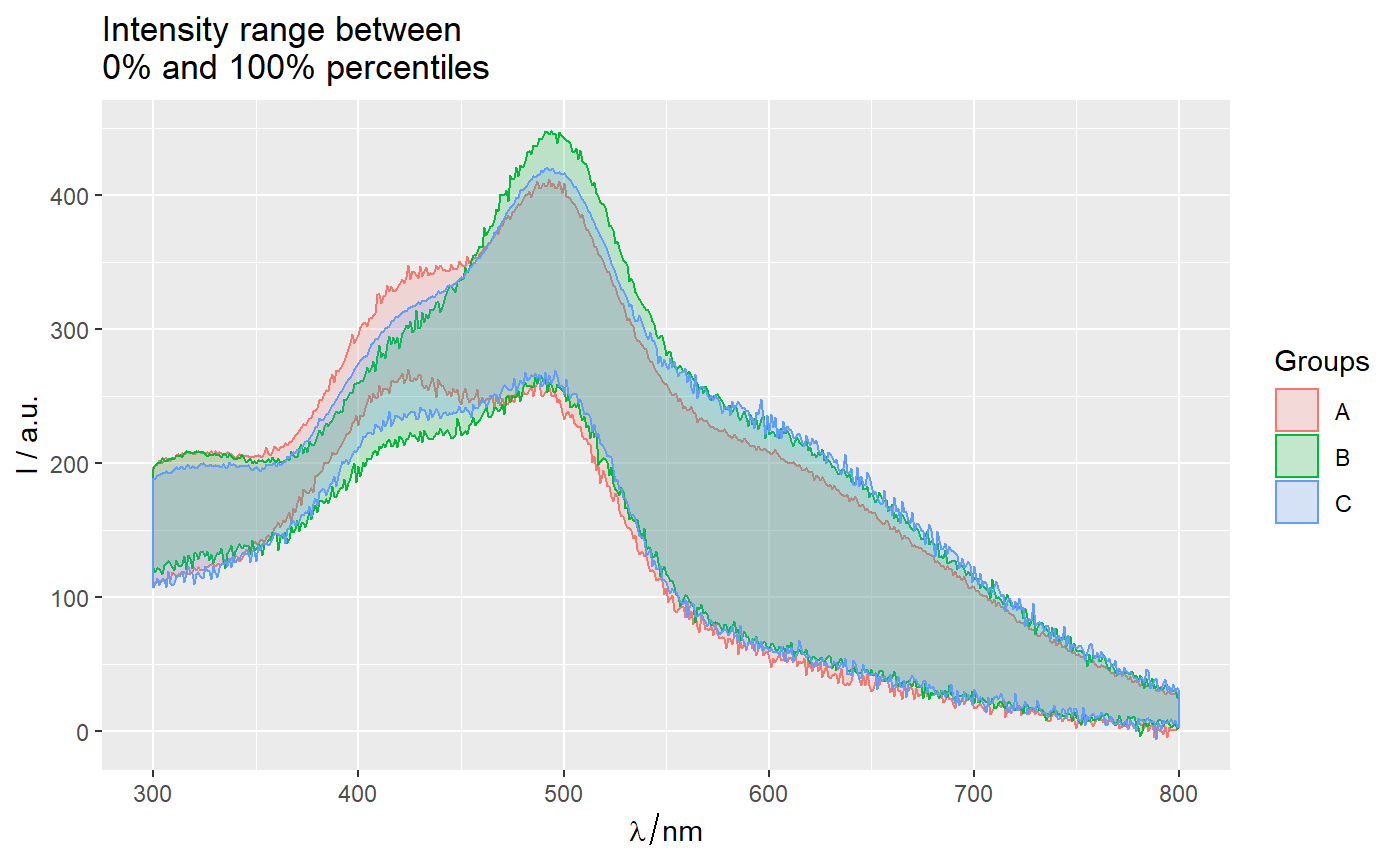 Intensity range between
0% and 100% percentiles
I / a.u.
400
300
200
100
0
300 400 500 600 700 800
λ/nm
Groups
A
B
C